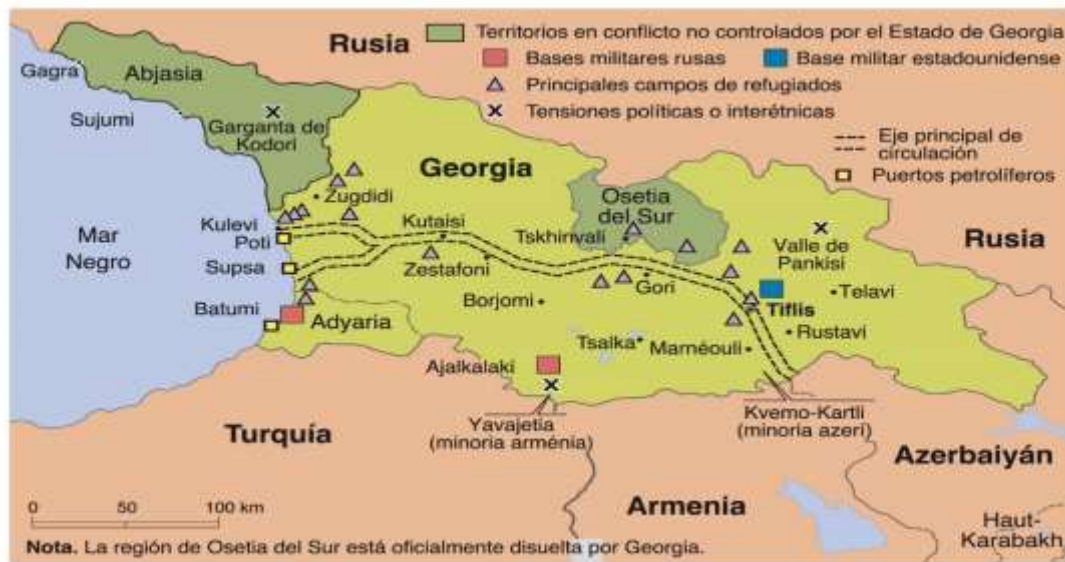 Rusia
Territorios en conflicto no controlados por el Estado de Georgia
Bases militares rusas
Base militar estadounidense
Principales campos de refugiados
Tensiones políticas o interétnicas
Eje principal de
circulación
Puertos petrolíferos
Gagra
Abjasia
Sujumi
Garganta de
Kodori
Georgia
Zugdidi
Osetia
del Sur
Kulevi
Poti
Kutaisi
Tskhinvali
Valle de
Pankisi
Rusia
Mar
Negro
Supsa
Zestafoni
Gori
Telavi
Borjomi
Tiflis
Batumi
Adyaria
Tsalka
Marnéouli
Rustavi
Ajalkalaki
Yavajetia
(minoria arménia)
Kvemo-Kartli
(minoria azerí)
Turquía
Azerbaiyán
Armenia
0 50 100 km
Haut-
Karabakh
Nota. La región de Osetia del Sur está oficialmente disuelta por Georgia.